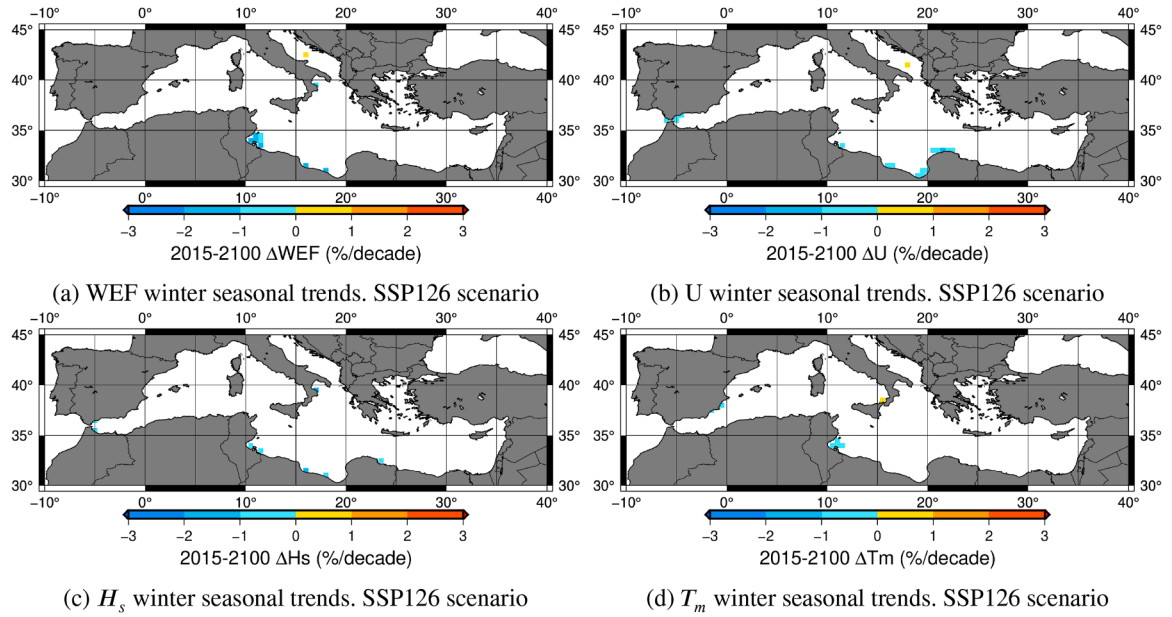 −10° 0° 10° 20° 30° 40°
45° 45°
40° 40°
35° 35°
30° 30°
−10° 0° 10° 20° 30° 40°
−3 −2 −1 0 1 2 3
2015-2100 ΔWEF (%/decade)
(a) WEF winter seasonal trends. SSP126 scenario
−10° 0° 10° 20° 30° 40°
45° 45°
40° 40°
35° 35°
30° 30°
−10° 0° 10° 20° 30° 40°
−3 −2 −1 0 1 2 3
2015-2100 ΔU (%/decade)
(b) U winter seasonal trends. SSP126 scenario
−10° 0° 10° 20° 30° 40°
45° 45°
40° 40°
35° 35°
30° 30°
−10° 0° 10° 20° 30° 40°
−3 −2 −1 0 1 2 3
2015-2100 ΔHs (%/decade)
(c) H_s winter seasonal trends. SSP126 scenario
−10° 0° 10° 20° 30° 40°
45° 45°
40° 40°
35° 35°
30° 30°
−10° 0° 10° 20° 30° 40°
−3 −2 −1 0 1 2 3
2015-2100 ΔTm (%/decade)
(d) T_m winter seasonal trends. SSP126 scenario